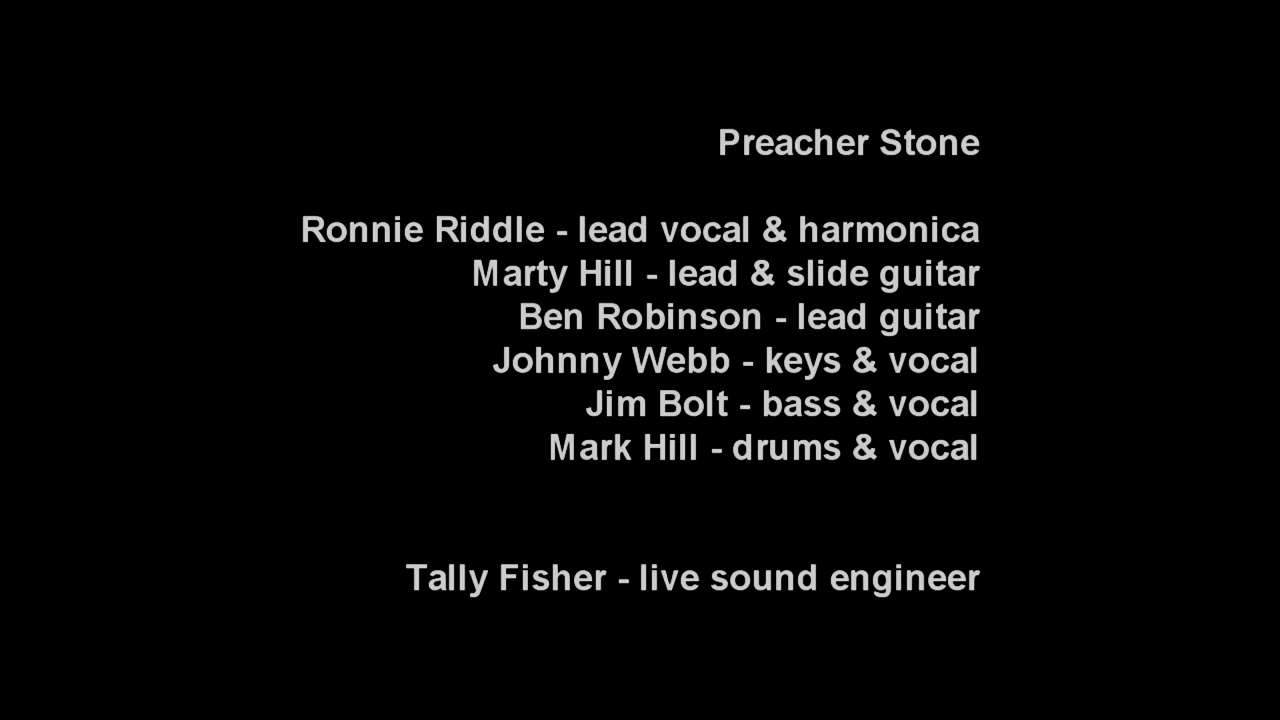 Preacher Stone
Ronnie Riddle - lead vocal & harmonica
Marty Hill - lead & slide guitar
Ben Robinson - lead guitar
Johnny Webb - keys & vocal
Jim Bolt - bass & vocal
Mark Hill - drums & vocal
Tally Fisher - live sound engineer